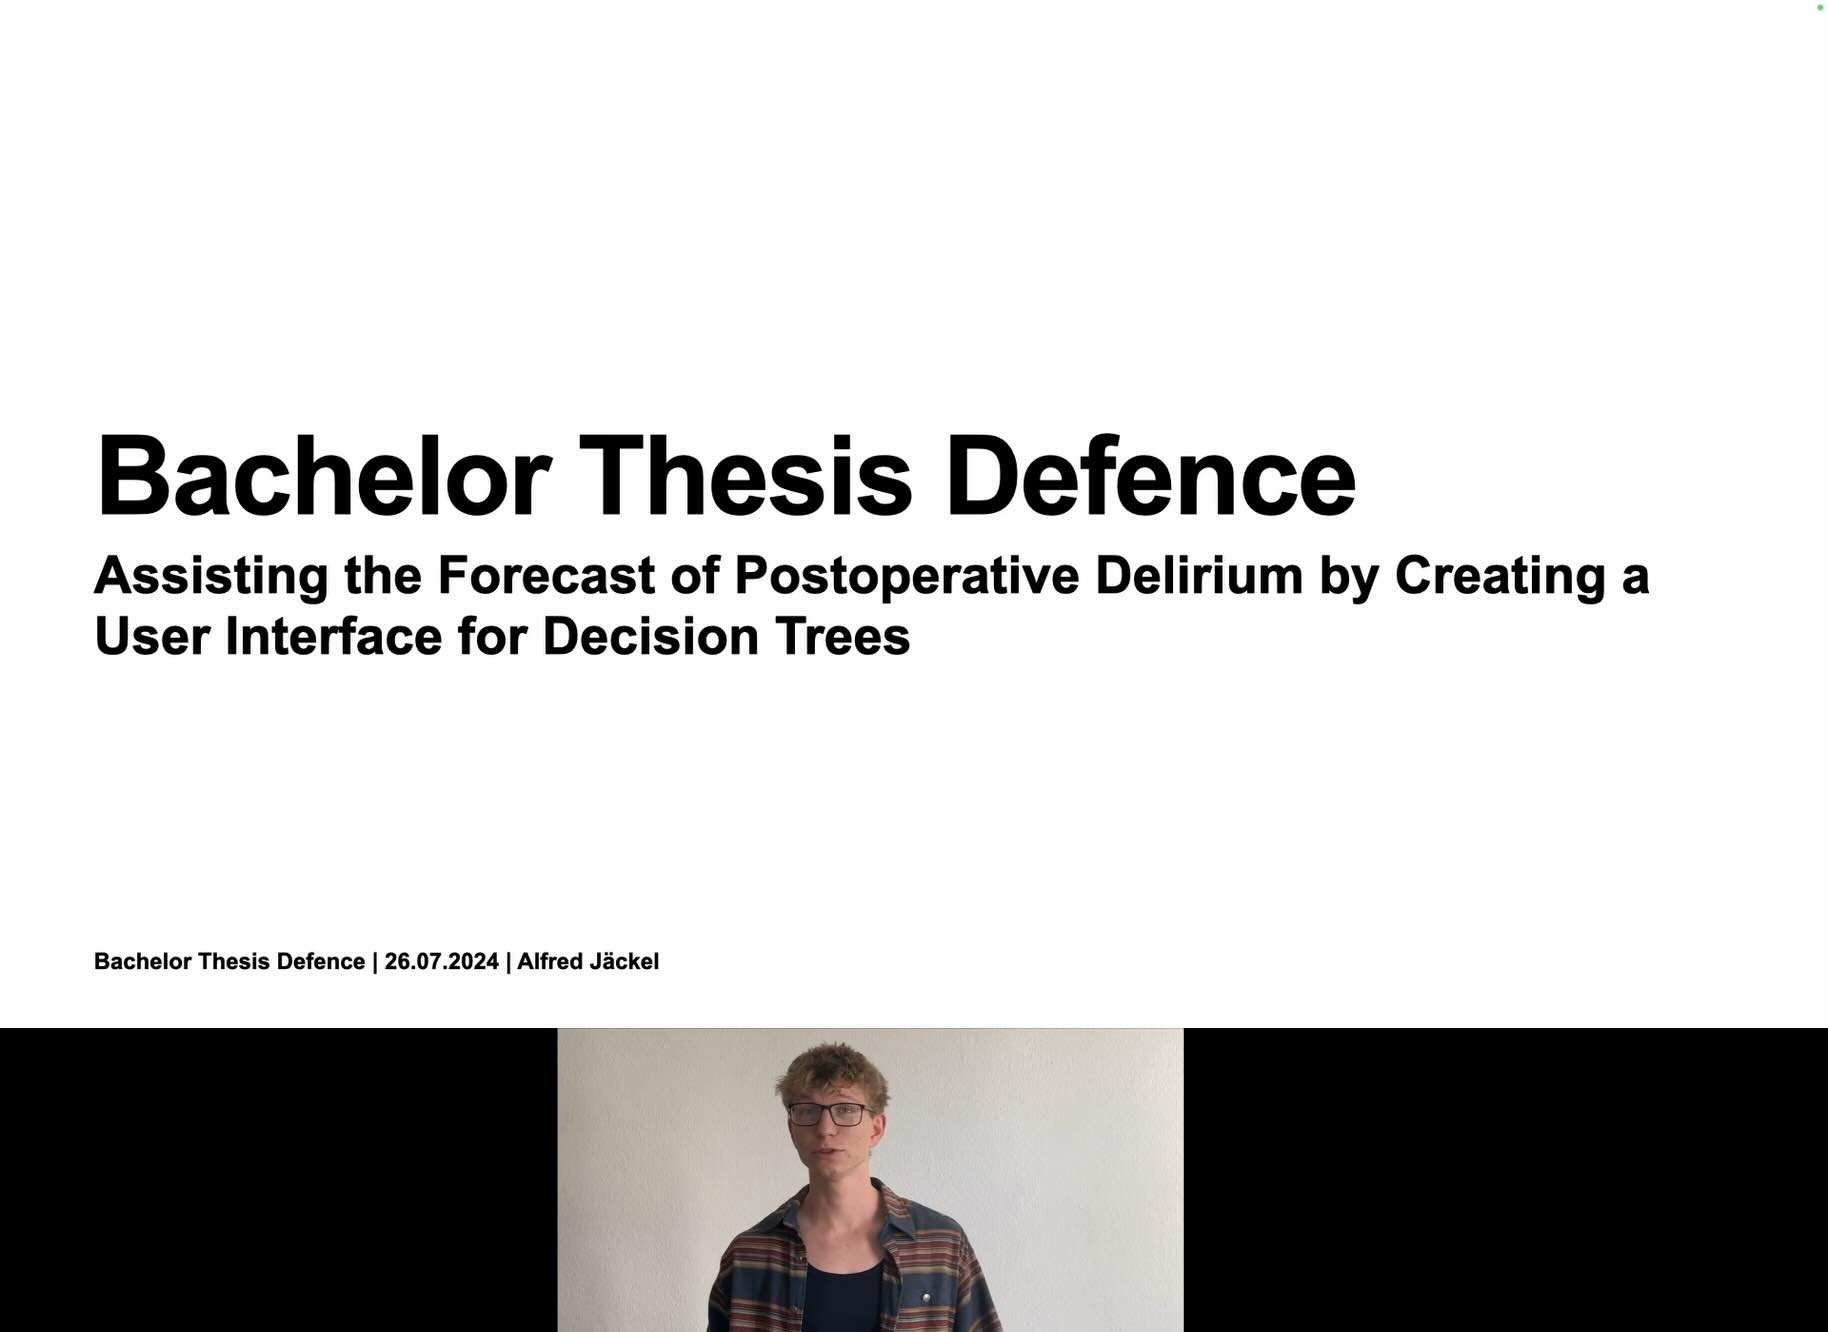 Bachelor Thesis Defence
Assisting the Forecast of Postoperative Delirium by Creating a
User Interface for Decision Trees
Bachelor Thesis Defence | 26.07.2024 | Alfred Jäckel